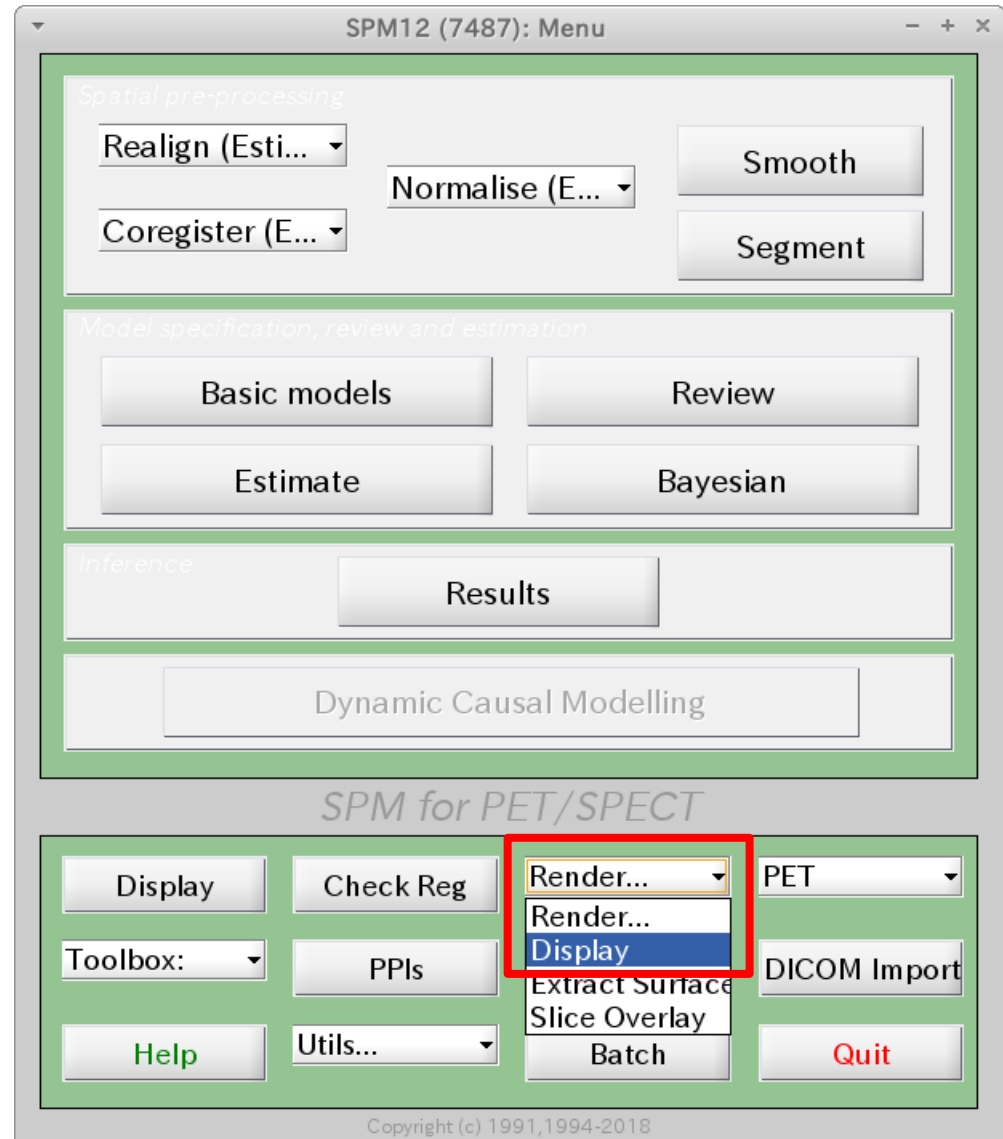 SPM12 (7487): Menu
Spatial pre-processing
Realign (Esti...
Normalise (E...
Smooth
Coregister (E...
Segment
Model specification, review and estimation
Basic models
Review
Estimate
Bayesian
Inference
Results
Dynamic Causal Modelling
SPM for PET/SPECT
Display
Check Reg
Render...
PET
Render...
Display
Toolbox:
PPIs
DICOM Import
Extract Surface
Slice Overlay
Help
Utils...
Batch
Quit
Copyright (c) 1991,1994-2018